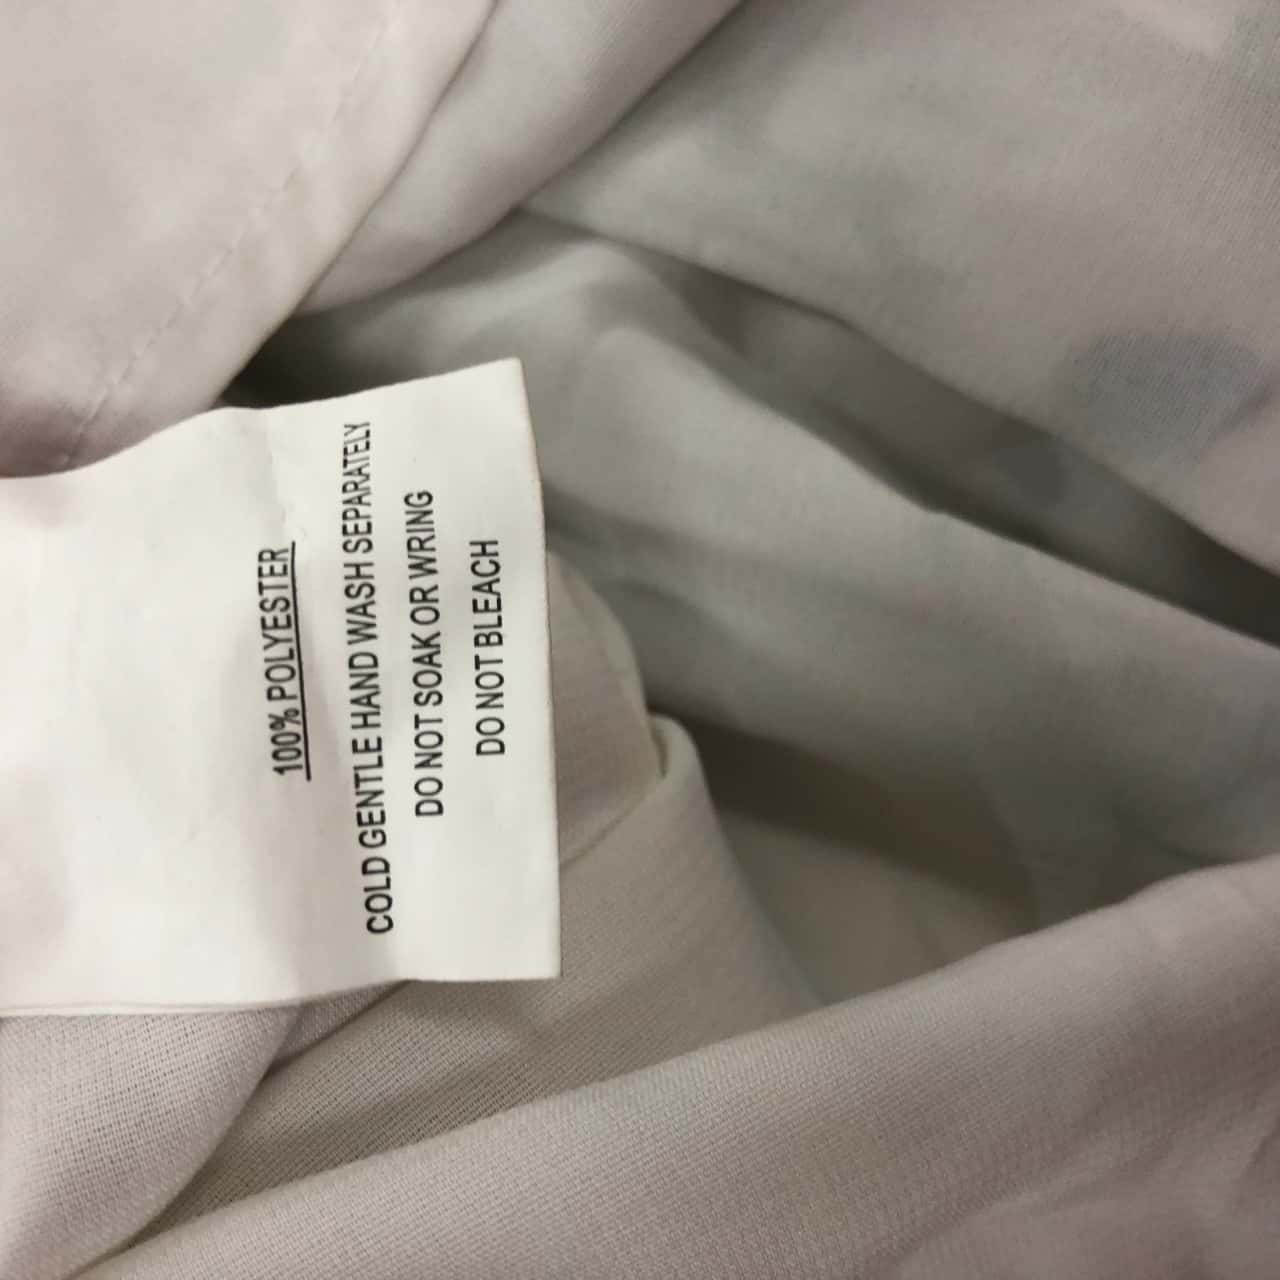 100% POLYESTER
COLD GENTLE HAND WASH SEPARATELY
DO NOT SOAK OR WRING
DO NOT BLEACH